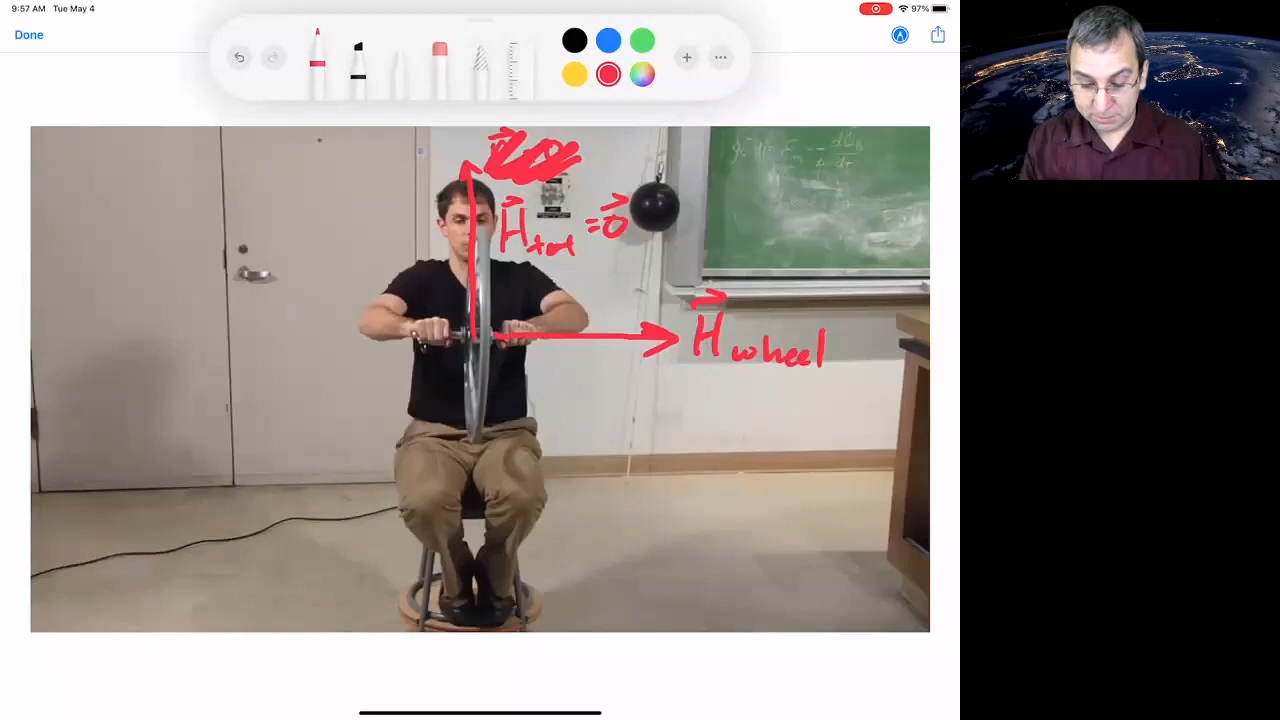 9:57 AM Tue May 4
97%
Done
H⃗tot = 0⃗
H⃗wheel